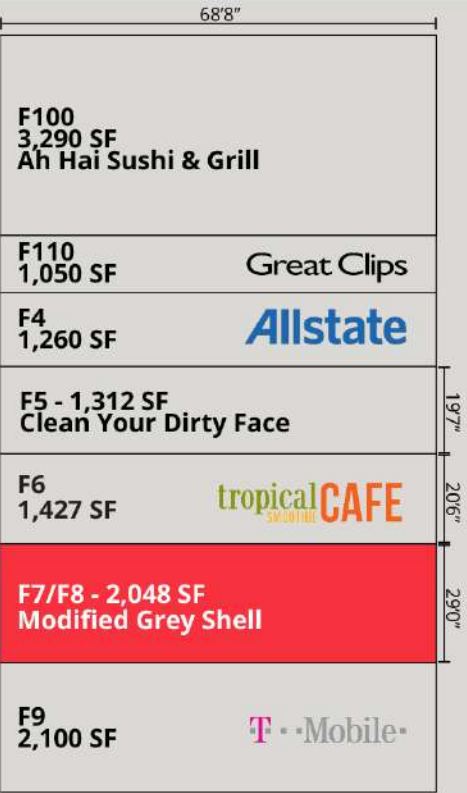 68'8"
F100
3,290 SF
Ah Hai Sushi & Grill
F110
1,050 SF
Great Clips
F4
1,260 SF
Allstate
F5 - 1,312 SF
Clean Your Dirty Face
19'7"
F6
1,427 SF
tropical CAFE
SMOOTHIE
20'6"
F7/F8 - 2,048 SF
Modified Grey Shell
29'0"
F9
2,100 SF
T··Mobile·